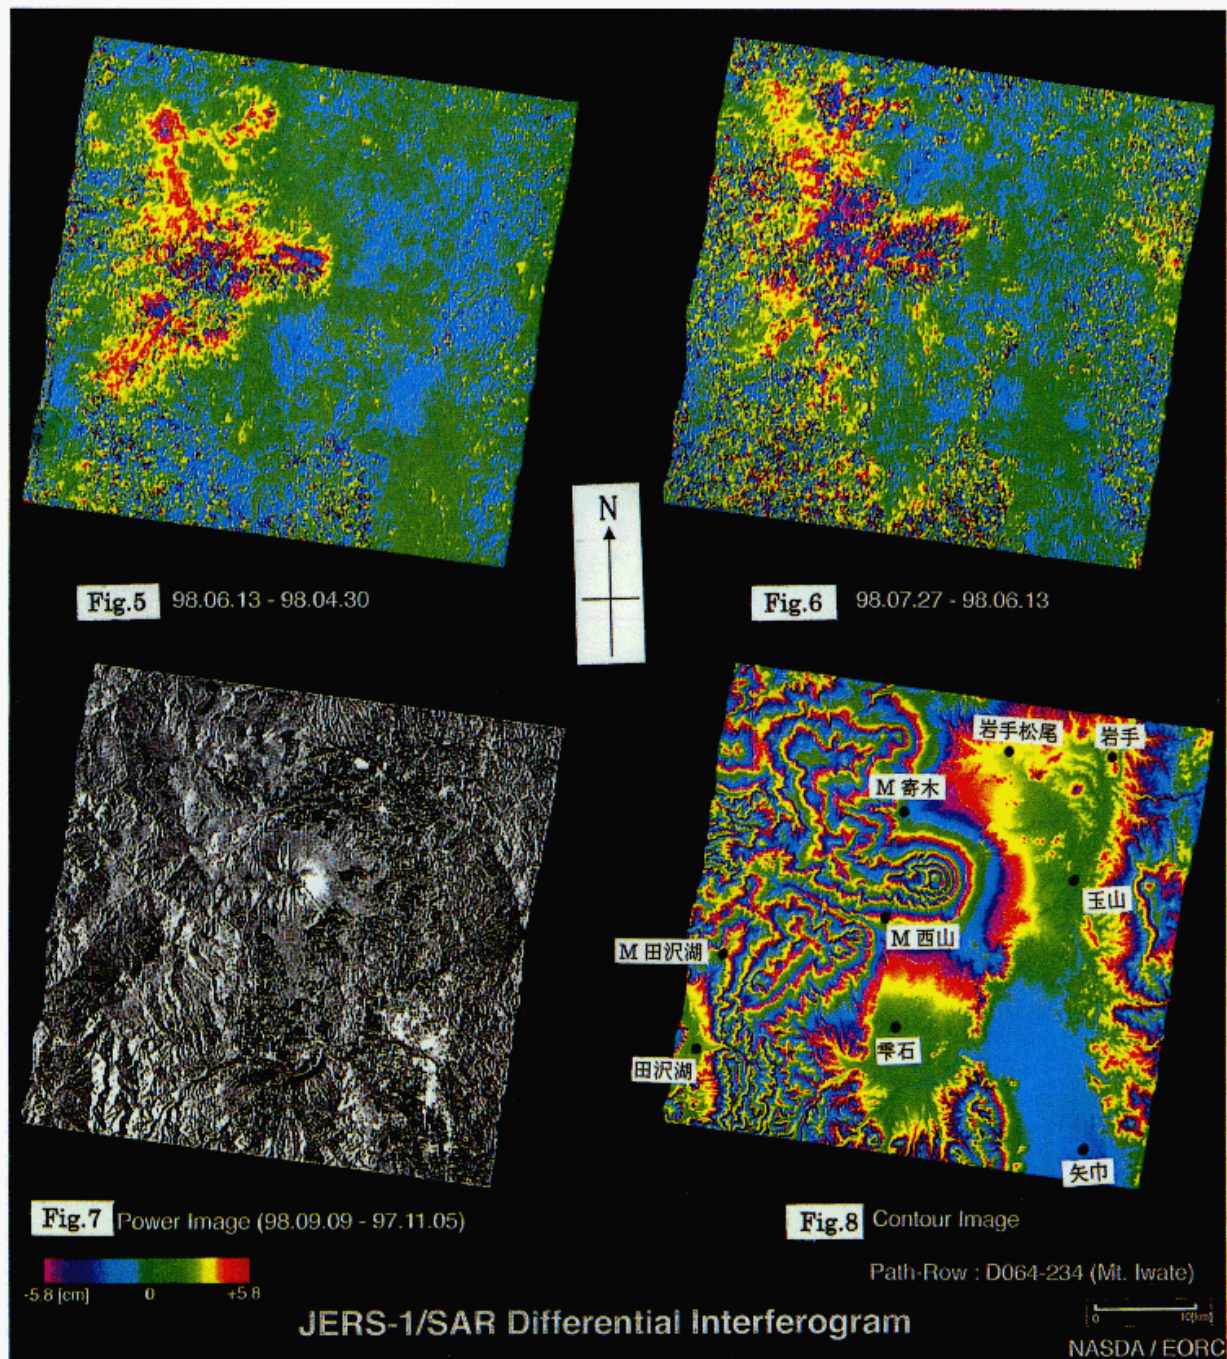 N
Fig.5 98.06.13 - 98.04.30
Fig.6 98.07.27 - 98.06.13
岩手松尾
岩手
M 寄木
玉山
M 西山
M 田沢湖
雫石
田沢湖
矢巾
Fig.7 Power Image (98.09.09 - 97.11.05)
Fig.8 Contour Image
-5.8 [cm] 0 +5.8
Path-Row : D064-234 (Mt. Iwate)
JERS-1/SAR Differential Interferogram
0 10[km]
NASDA / EORC